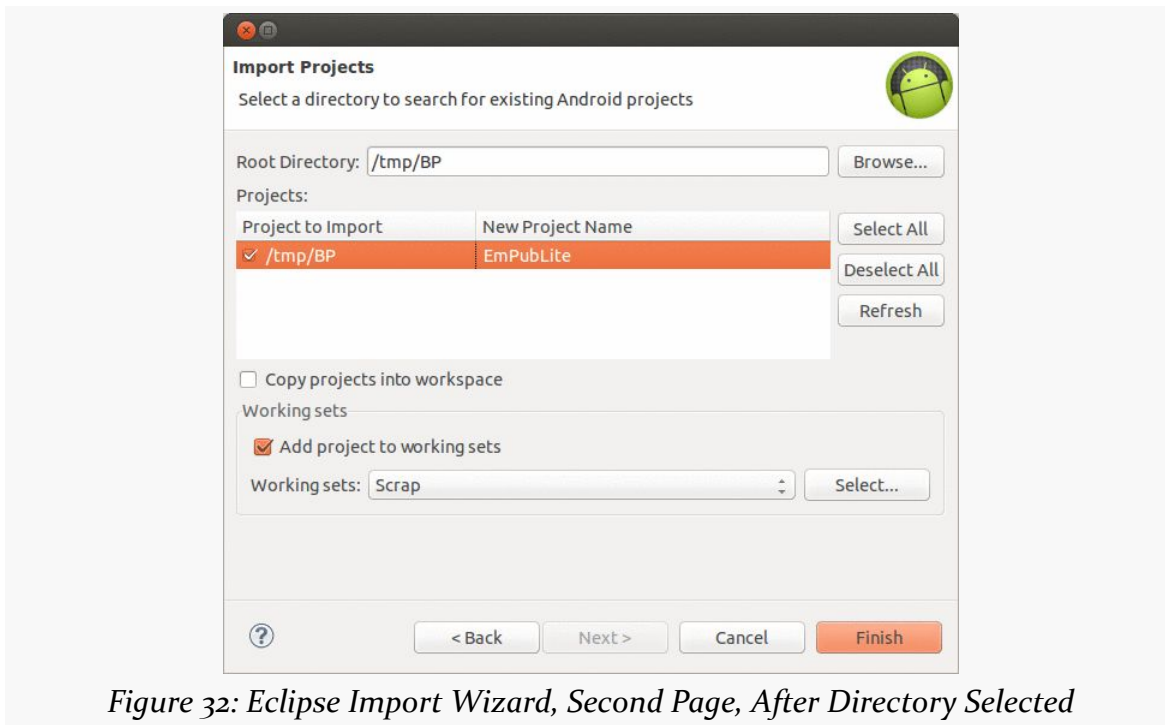 Import Projects
Select a directory to search for existing Android projects
Root Directory: /tmp/BP Browse...
Projects:
Project to Import New Project Name Select All
/tmp/BP EmPubLite
Deselect All
Refresh
Copy projects into workspace
Working sets
Add project to working sets
Working sets: Scrap Select...
? < Back Next > Cancel Finish
Figure 32: Eclipse Import Wizard, Second Page, After Directory Selected